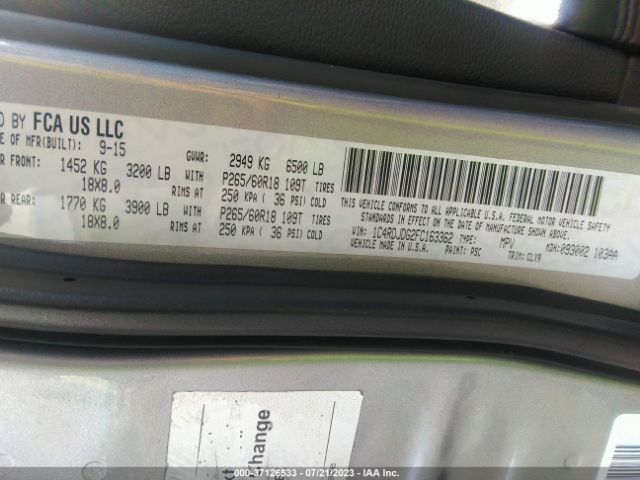 D BY FCA US LLC
E OF MFR(BUILT): 9-15 GVWR: 2949 KG 6500 LB
R FRONT: 1452 KG 3200 LB WITH P265/60R18 109T TIRES
18X8.0 RIMS AT 250 KPA ( 36 PSI) COLD
R REAR: 1770 KG 3900 LB WITH P265/60R18 109T TIRES
18X8.0 RIMS AT 250 KPA ( 36 PSI) COLD
THIS VEHICLE CONFORMS TO ALL APPLICABLE U.S.A. FEDERAL MOTOR VEHICLE SAFETY
STANDARDS IN EFFECT ON THE DATE OF MANUFACTURE SHOWN ABOVE.
VIN: 1C4RDJDG2FC163362 TYPE: MPV MDH: 093002 103AA
VEHICLE MADE IN U.S.A. PAINT: PSC TRIM: CLX9
change
000-37126533 - 07/21/2023 - IAA Inc.